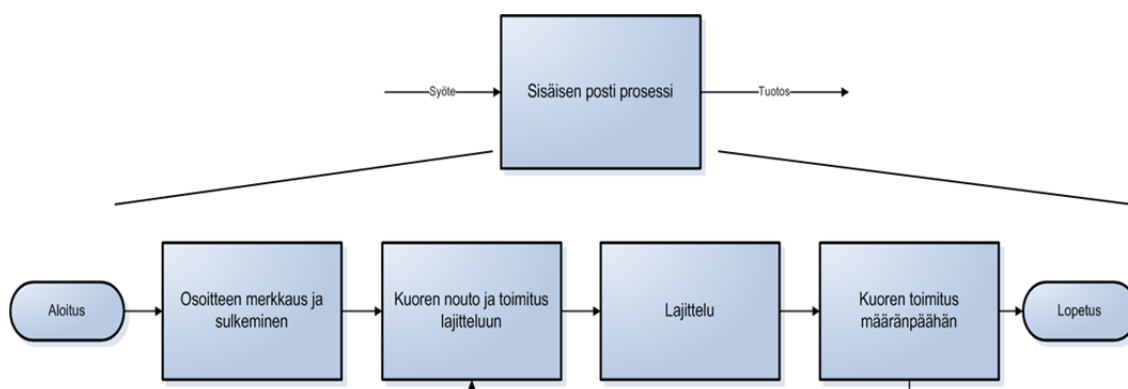 Syöte
Sisäisen posti prosessi
Tuotos
Aloitus
Osoitteen merkkaus ja
sulkeminen
Kuoren nouto ja toimitus
lajitteluun
Lajittelu
Kuoren toimitus
määränpäähän
Lopetus